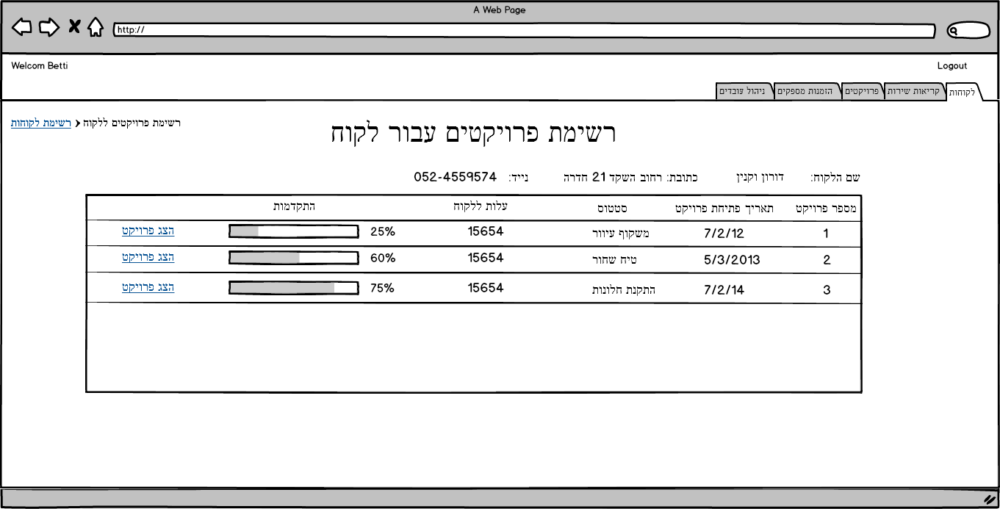 A Web Page
http://
Welcom Betti
Logout
לקוחות קריאות שירות פרויקטים הזמנות מספקים ניהול עובדים
רשימת לקוחות > רשימת פרויקטים ללקוח
רשימת פרויקטים עבור לקוח
שם הלקוח: דורון וקנין כתובת: רחוב השקד 21 חדרה נייד: 052-4559574
מספר פרויקט תאריך פתיחת פרויקט סטטוס עלות ללקוח התקדמות
1 7/2/12 משקוף עיוור 15654 25% הצג פרויקט
2 5/3/2013 טיח שחור 15654 60% הצג פרויקט
3 7/2/14 התקנת חלונות 15654 75% הצג פרויקט